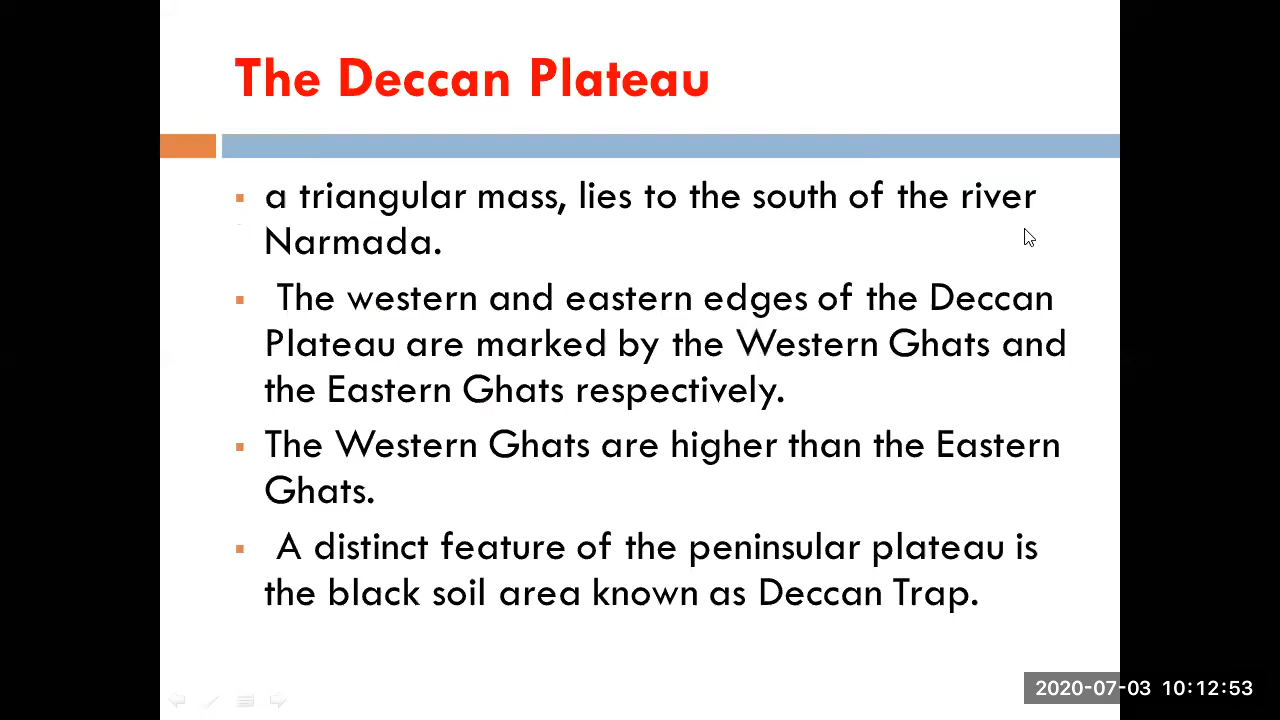 The Deccan Plateau
▪ a triangular mass, lies to the south of the river
Narmada.
▪ The western and eastern edges of the Deccan
Plateau are marked by the Western Ghats and
the Eastern Ghats respectively.
▪ The Western Ghats are higher than the Eastern
Ghats.
▪ A distinct feature of the peninsular plateau is
the black soil area known as Deccan Trap.
2020-07-03 10:12:53